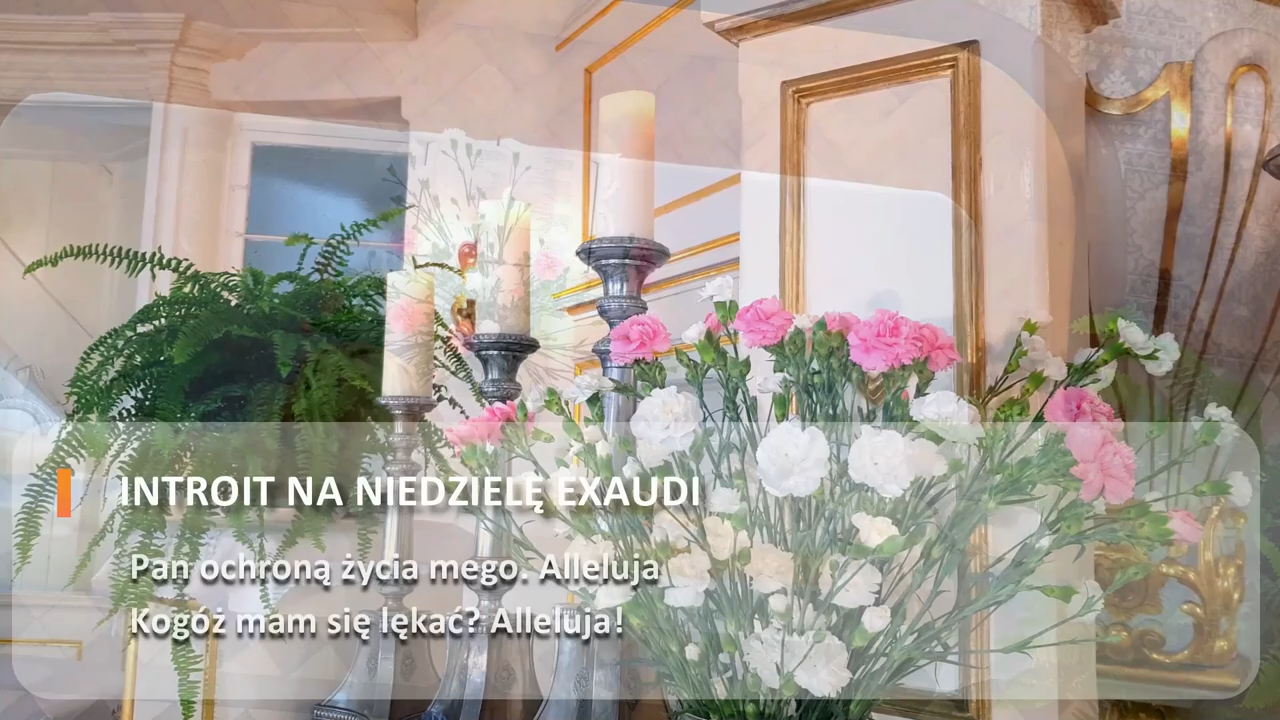 INTROIT NA NIEDZIELĘ EXAUDI
Pan ochroną życia mego. Alleluja
Kogóż mam się lękać? Alleluja!